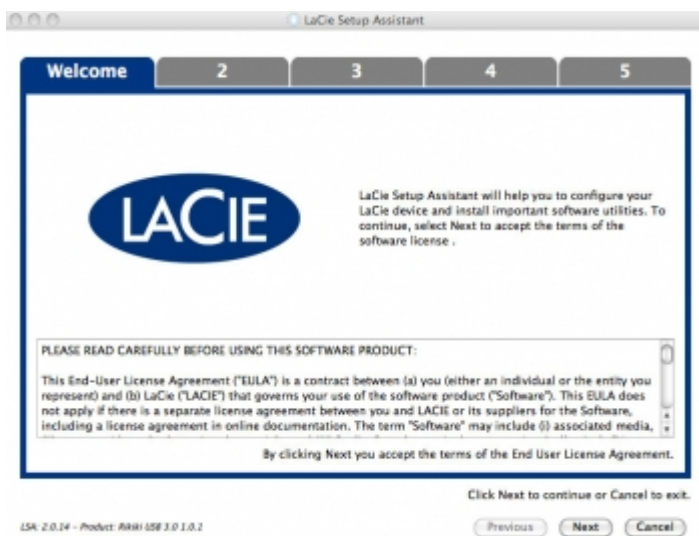 LaCie Setup Assistant
Welcome 2 3 4 5
LACIE
LaCie Setup Assistant will help you to configure your
LaCie device and install important software utilities. To
continue, select Next to accept the terms of the
software license .
PLEASE READ CAREFULLY BEFORE USING THIS SOFTWARE PRODUCT:
This End-User License Agreement ("EULA") is a contract between (a) you (either an individual or the entity you
represent) and (b) LaCie ("LACIE") that governs your use of the software product ("Software"). This EULA does
not apply if there is a separate license agreement between you and LACIE or its suppliers for the Software,
including a license agreement in online documentation. The term "Software" may include (i) associated media,
By clicking Next you accept the terms of the End User License Agreement.
Click Next to continue or Cancel to exit.
LSA: 2.0.14 - Product: Rikiki USB 3.0 1.0.2
Previous Next Cancel